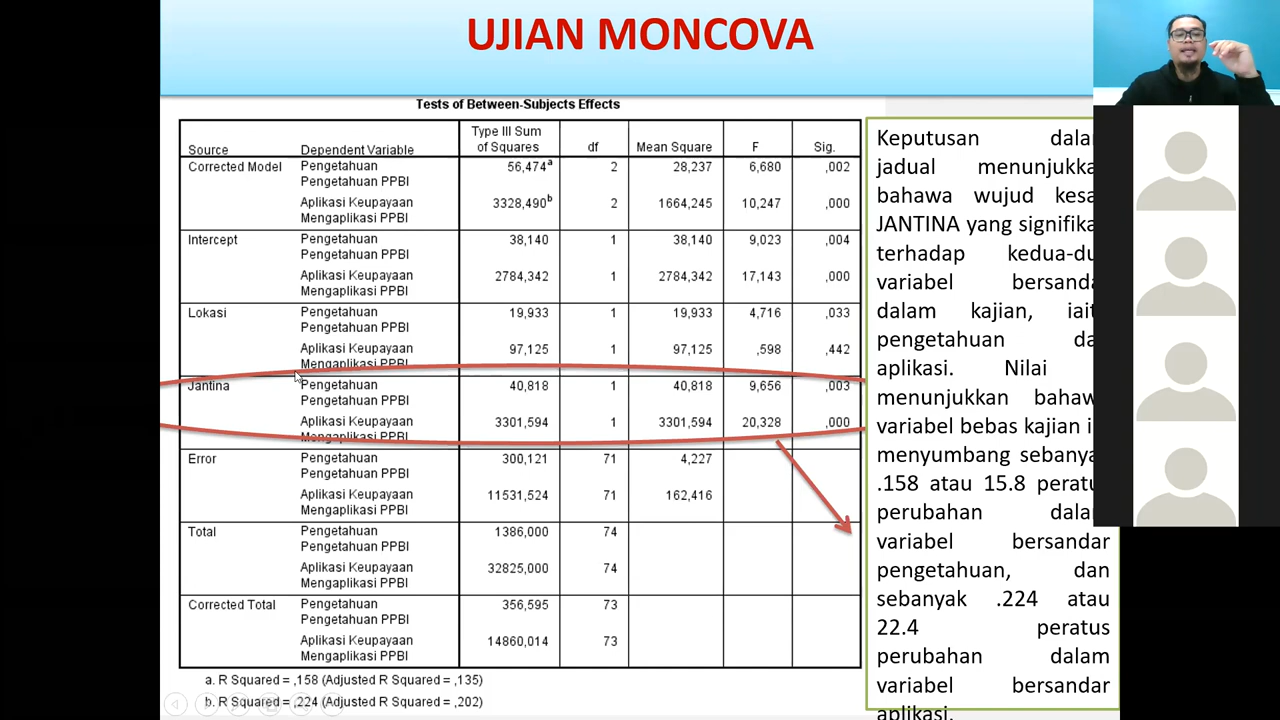 UJIAN MONCOVA
Tests of Between-Subjects Effects
Source Dependent Variable Type III Sum of Squares df Mean Square F Sig.
Corrected Model Pengetahuan 56,474a 2 28,237 6,680 ,002
Pengetahuan PPBI
Aplikasi Keupayaan 3328,490b 2 1664,245 10,247 ,000
Mengaplikasi PPBI
Intercept Pengetahuan 38,140 1 38,140 9,023 ,004
Pengetahuan PPBI
Aplikasi Keupayaan 2784,342 1 2784,342 17,143 ,000
Mengaplikasi PPBI
Lokasi Pengetahuan 19,933 1 19,933 4,716 ,033
Pengetahuan PPBI
Aplikasi Keupayaan 97,125 1 97,125 ,598 ,442
Mengaplikasi PPBI
Jantina Pengetahuan 40,818 1 40,818 9,656 ,003
Pengetahuan PPBI
Aplikasi Keupayaan 3301,594 1 3301,594 20,328 ,000
Mengaplikasi PPBI
Error Pengetahuan 300,121 71 4,227
Pengetahuan PPBI
Aplikasi Keupayaan 11531,524 71 162,416
Mengaplikasi PPBI
Total Pengetahuan 1386,000 74
Pengetahuan PPBI
Aplikasi Keupayaan 32825,000 74
Mengaplikasi PPBI
Corrected Total Pengetahuan 356,595 73
Pengetahuan PPBI
Aplikasi Keupayaan 14860,014 73
Mengaplikasi PPBI
a. R Squared = ,158 (Adjusted R Squared = ,135)
b. R Squared = ,224 (Adjusted R Squared = ,202)
Keputusan
jadual
bahawa wujud
JANTINA yang
terhadap
variabel
dalam kajian,
pengetahuan
aplikasi. Nilai
menunjukkan
variabel bebas kajian
menyumbang
.158 atau 15.8
perubahan
variabel bersandar
pengetahuan, dan
sebanyak .224 atau
22.4 peratus
perubahan dalam
variabel bersandar
aplikasi.